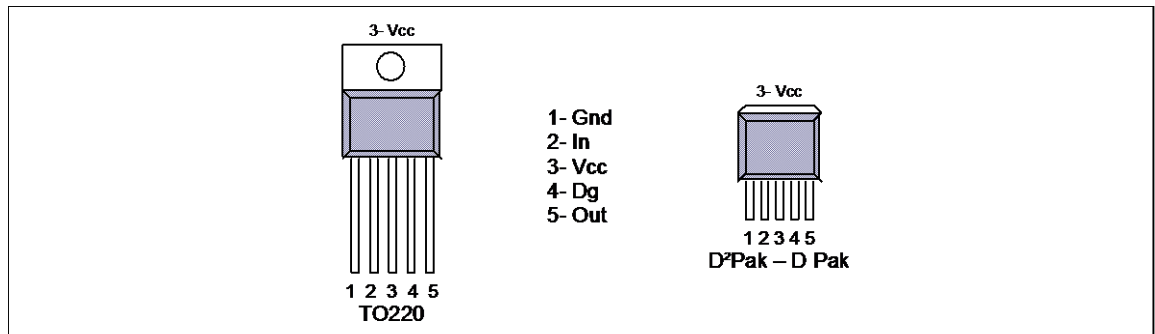 3- Vcc
1 2 3 4 5
TO220
1- Gnd
2- In
3- Vcc
4- Dg
5- Out
3- Vcc
1 2 3 4 5
D²Pak – D Pak